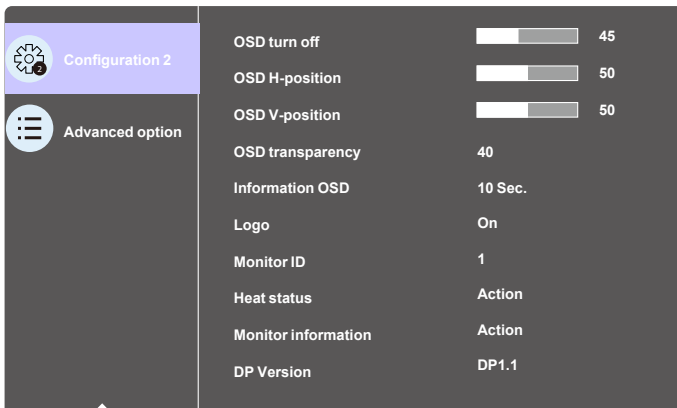 2
Configuration 2
Advanced option
OSD turn off 45
OSD H-position 50
OSD V-position 50
OSD transparency 40
Information OSD 10 Sec.
Logo On
Monitor ID 1
Heat status Action
Monitor information Action
DP Version DP1.1